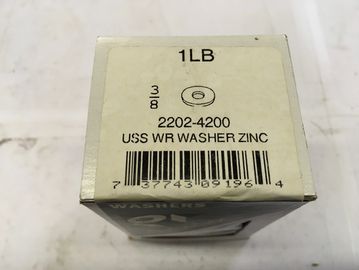 1LB
3/8
2202-4200
USS WR WASHER ZINC
7 37743 09196 4
WASHERS